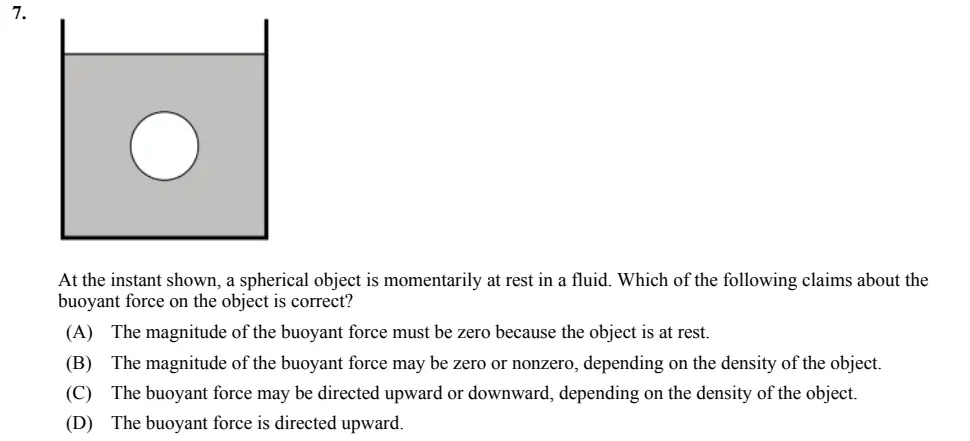 7.
At the instant shown, a spherical object is momentarily at rest in a fluid. Which of the following claims about the
buoyant force on the object is correct?
(A) The magnitude of the buoyant force must be zero because the object is at rest.
(B) The magnitude of the buoyant force may be zero or nonzero, depending on the density of the object.
(C) The buoyant force may be directed upward or downward, depending on the density of the object.
(D) The buoyant force is directed upward.